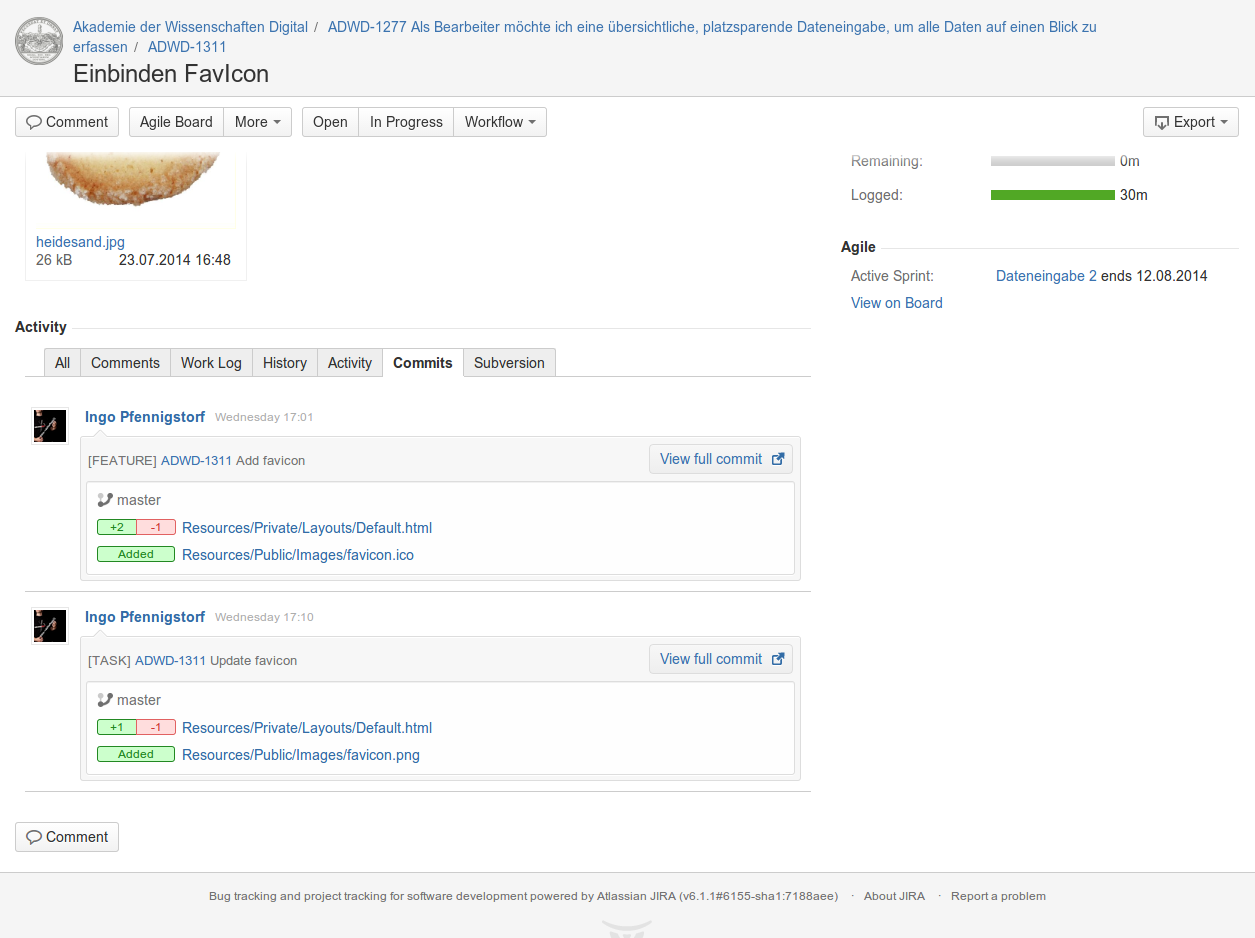 Akademie der Wissenschaften Digital / ADWD-1277 Als Bearbeiter möchte ich eine übersichtliche, platzsparende Dateneingabe, um alle Daten auf einen Blick zu
erfassen / ADWD-1311
Einbinden FavIcon
Comment Agile Board More Open In Progress Workflow Export
Remaining: 0m
Logged: 30m
heidesand.jpg
26 kB 23.07.2014 16:48
Agile
Active Sprint: Dateneingabe 2 ends 12.08.2014
View on Board
Activity
All Comments Work Log History Activity Commits Subversion
Ingo Pfennigstorf Wednesday 17:01
[FEATURE] ADWD-1311 Add favicon View full commit
master
+2 -1 Resources/Private/Layouts/Default.html
Added Resources/Public/Images/favicon.ico
Ingo Pfennigstorf Wednesday 17:10
[TASK] ADWD-1311 Update favicon View full commit
master
+1 -1 Resources/Private/Layouts/Default.html
Added Resources/Public/Images/favicon.png
Comment
Bug tracking and project tracking for software development powered by Atlassian JIRA (v6.1.1#6155-sha1:7188aee) · About JIRA · Report a problem